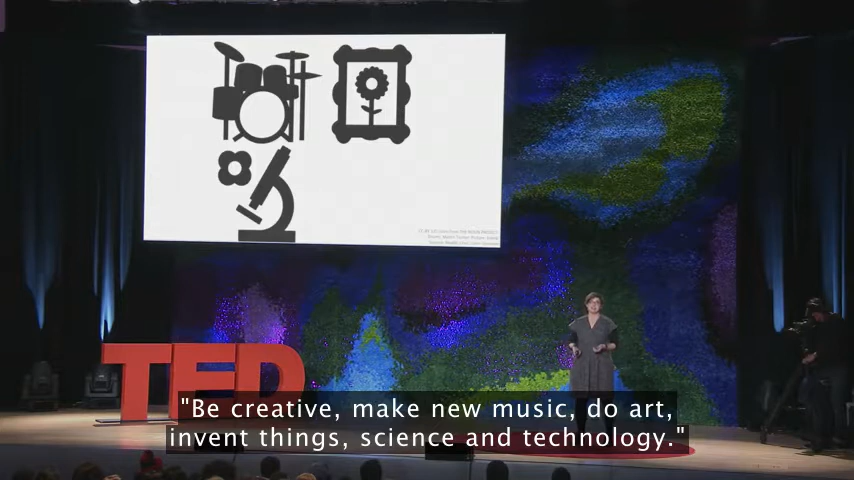 TED
"Be creative, make new music, do art,
invent things, science and technology."